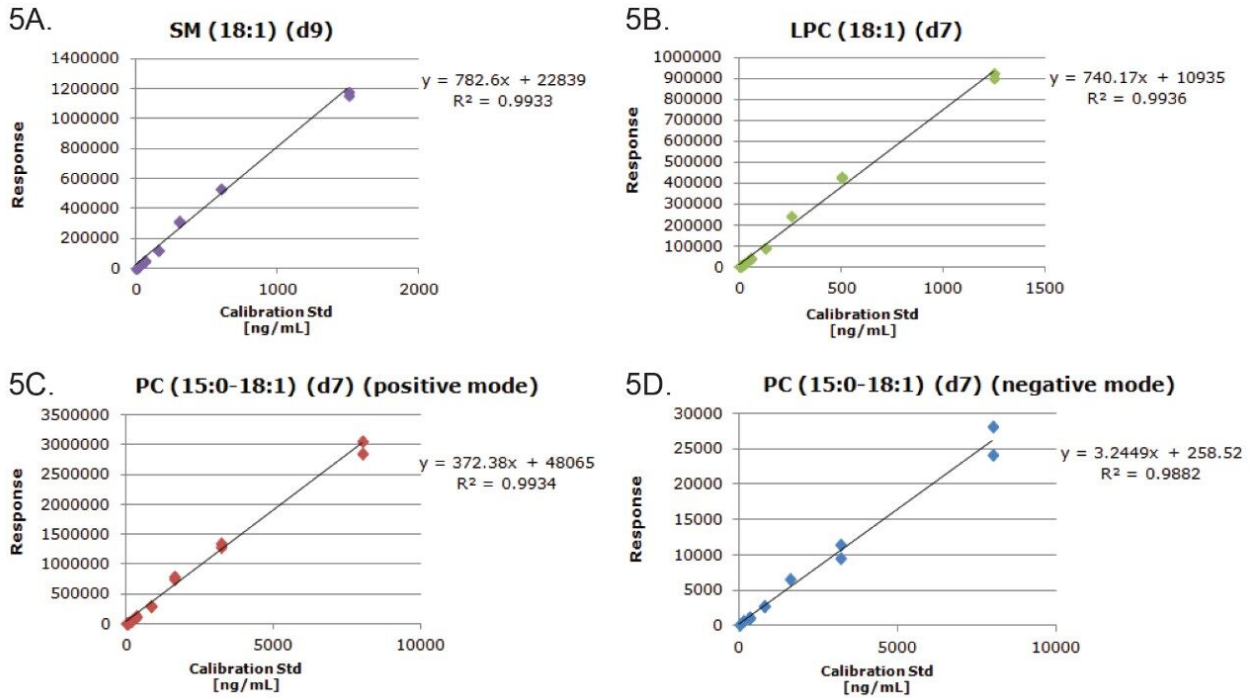 5A.
SM (18:1) (d9)
1400000
1200000
1000000
800000
600000
400000
200000
0
Response
y = 782.6x + 22839
R² = 0.9933
0
1000
2000
Calibration Std
[ng/mL]
5B.
LPC (18:1) (d7)
1000000
900000
800000
700000
600000
500000
400000
300000
200000
100000
0
Response
y = 740.17x + 10935
R² = 0.9936
0
500
1000
1500
Calibration Std
[ng/mL]
5C.
PC (15:0-18:1) (d7) (positive mode)
3500000
3000000
2500000
2000000
1500000
1000000
500000
0
Response
y = 372.38x + 48065
R² = 0.9934
0
5000
10000
Calibration Std
[ng/mL]
5D.
PC (15:0-18:1) (d7) (negative mode)
30000
25000
20000
15000
10000
5000
0
Response
y = 3.2449x + 258.52
R² = 0.9882
0
5000
10000
Calibration Std
[ng/mL]